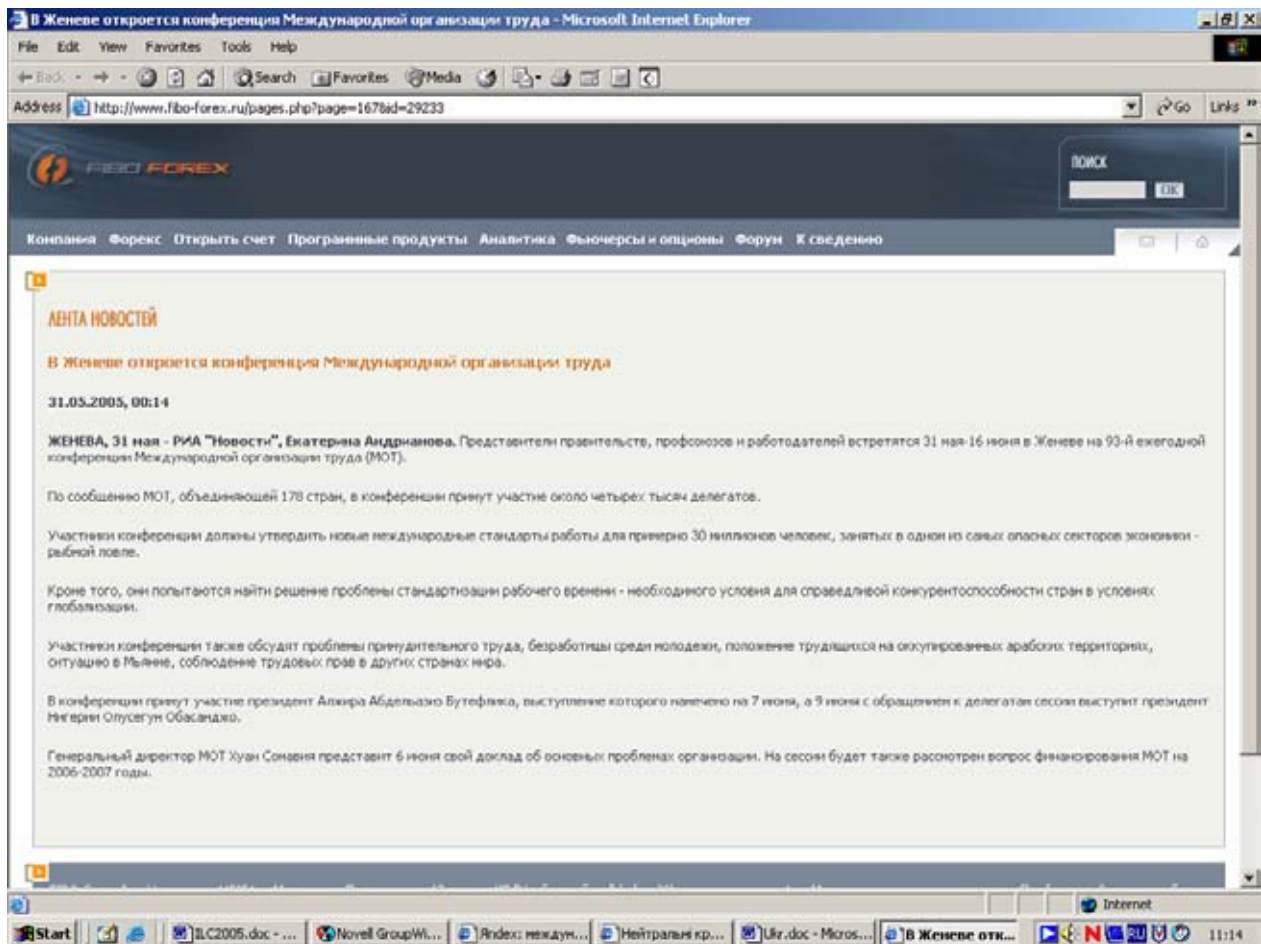 В Женеве откроется конференция Международной организации труда - Microsoft Internet Explorer
File Edit View Favorites Tools Help
Back Search Favorites Media
Address http://www.fibo-forex.ru/pages.php?page=167&id=29233 Go Links »
FIBO FOREX
ПОИСК
OK
Компания Форекс Открыть счет Программные продукты Аналитика Фьючерсы и опционы Форум К сведению
ЛЕНТА НОВОСТЕЙ
В Женеве откроется конференция Международной организации труда
31.05.2005, 00:14
ЖЕНЕВА, 31 мая - РИА "Новости", Екатерина Андрианова. Представители правительств, профсоюзов и работодателей встретятся 31 мая-16 июня в Женеве на 93-й ежегодной
конференции Международной организации труда (МОТ).
По сообщению МОТ, объединяющей 178 стран, в конференции примут участие около четырех тысяч делегатов.
Участники конференции должны утвердить новые международные стандарты работы для примерно 30 миллионов человек, занятых в одном из самых опасных секторов экономики -
рыбной ловле.
Кроме того, они попытаются найти решение проблемы стандартизации рабочего времени - необходимого условия для справедливой конкурентоспособности стран в условиях
глобализации.
Участники конференции также обсудят проблемы принудительного труда, безработицы среди молодежи, положение трудящихся на оккупированных арабских территориях,
ситуацию в Мьянме, соблюдение трудовых прав в других странах мира.
В конференции примут участие президент Алжира Абдельазиз Бутефлика, выступление которого намечено на 7 июня, а 9 июня с обращением к делегатам сессии выступит президент
Нигерии Олусегун Обасанджо.
Генеральный директор МОТ Хуан Сомавия представит 6 июня свой доклад об основных проблемах организации. На сессии будет также рассмотрен вопрос финансирования МОТ на
2006-2007 годы.
Internet
Start ILC2005.doc - ... Novell GroupWi... Яndex: междун... Нейтральні кр... Ukr.doc - Micros... В Женеве отк... RU 11:14